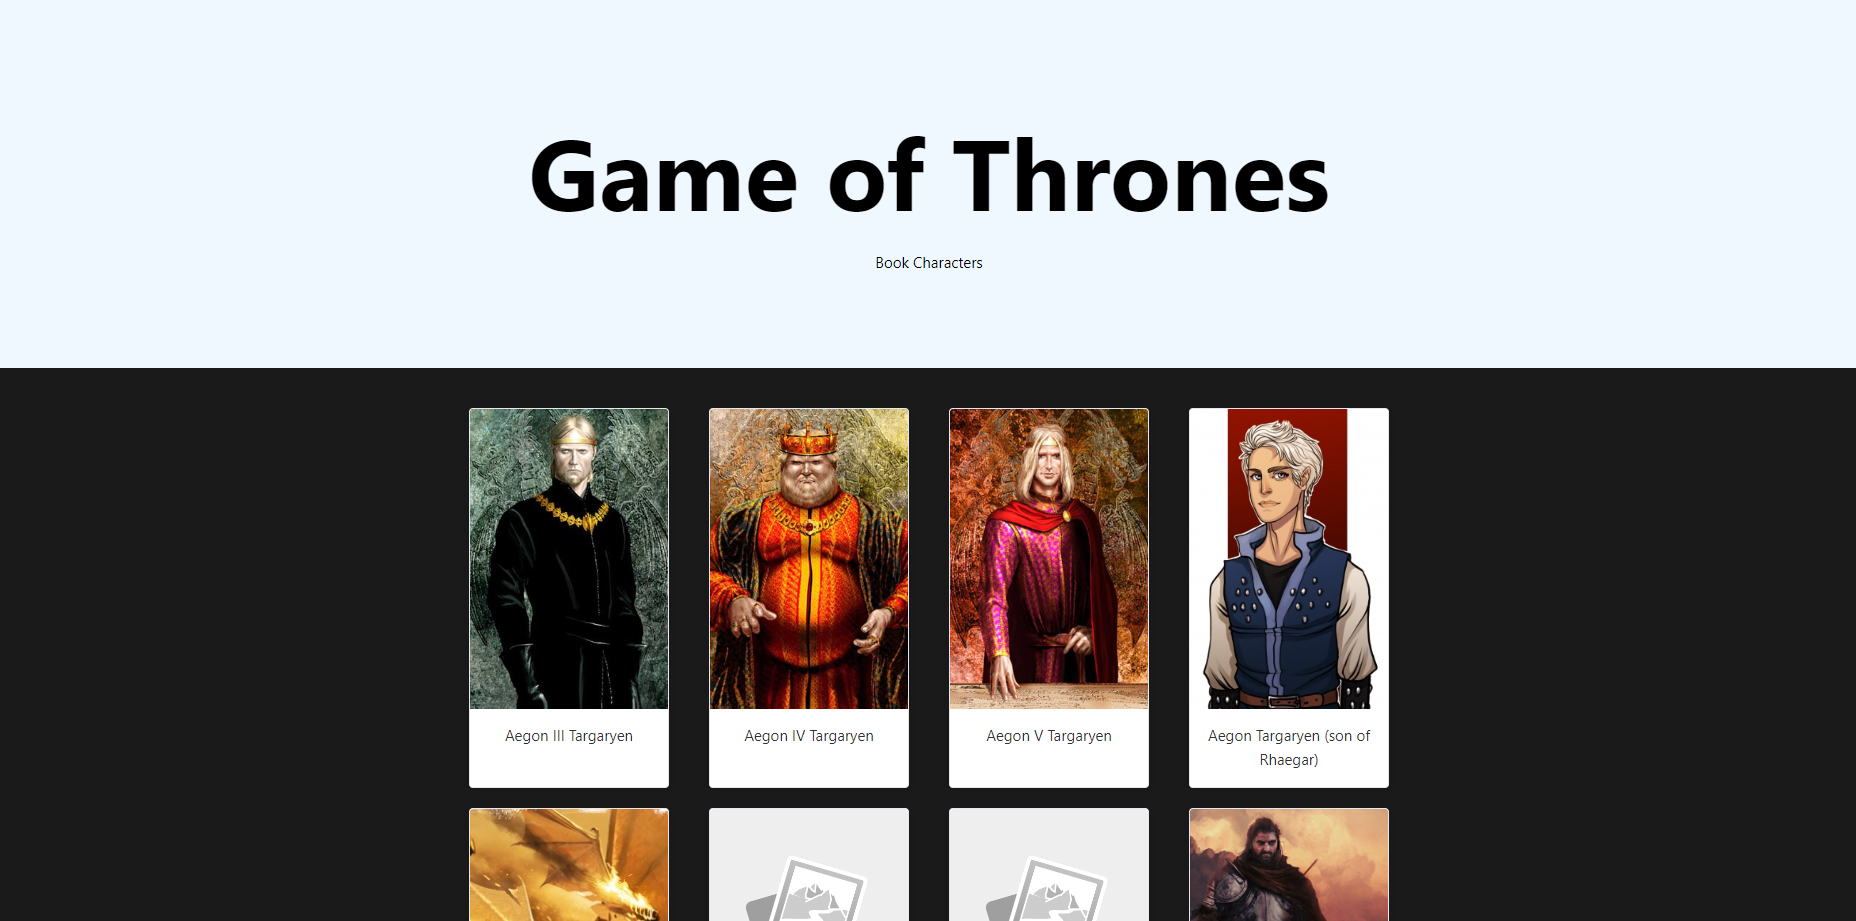 Game of Thrones
Book Characters
Aegon III Targaryen
Aegon IV Targaryen
Aegon V Targaryen
Aegon Targaryen (son of
Rhaegar)